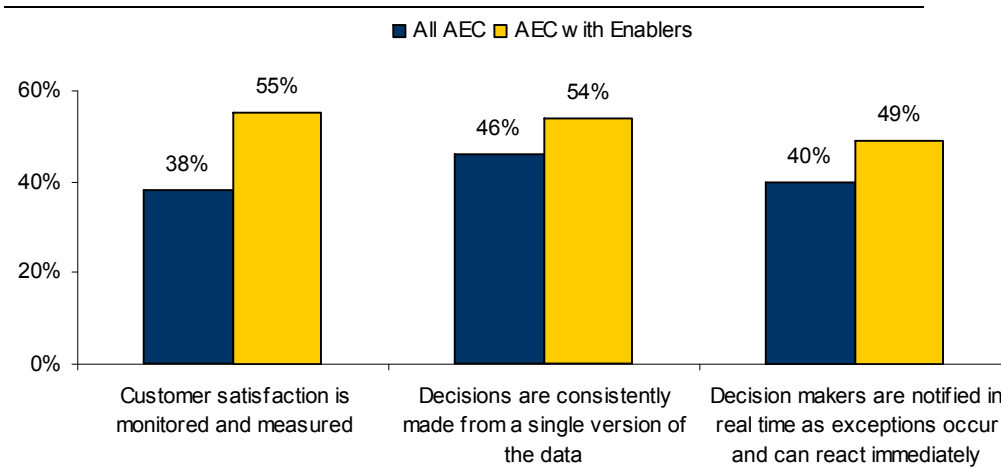 All AEC AEC with Enablers
60%
40%
20%
0%
38%
55%
46%
54%
40%
49%
Customer satisfaction is
monitored and measured
Decisions are consistently
made from a single version of
the data
Decision makers are notified in
real time as exceptions occur
and can react immediately